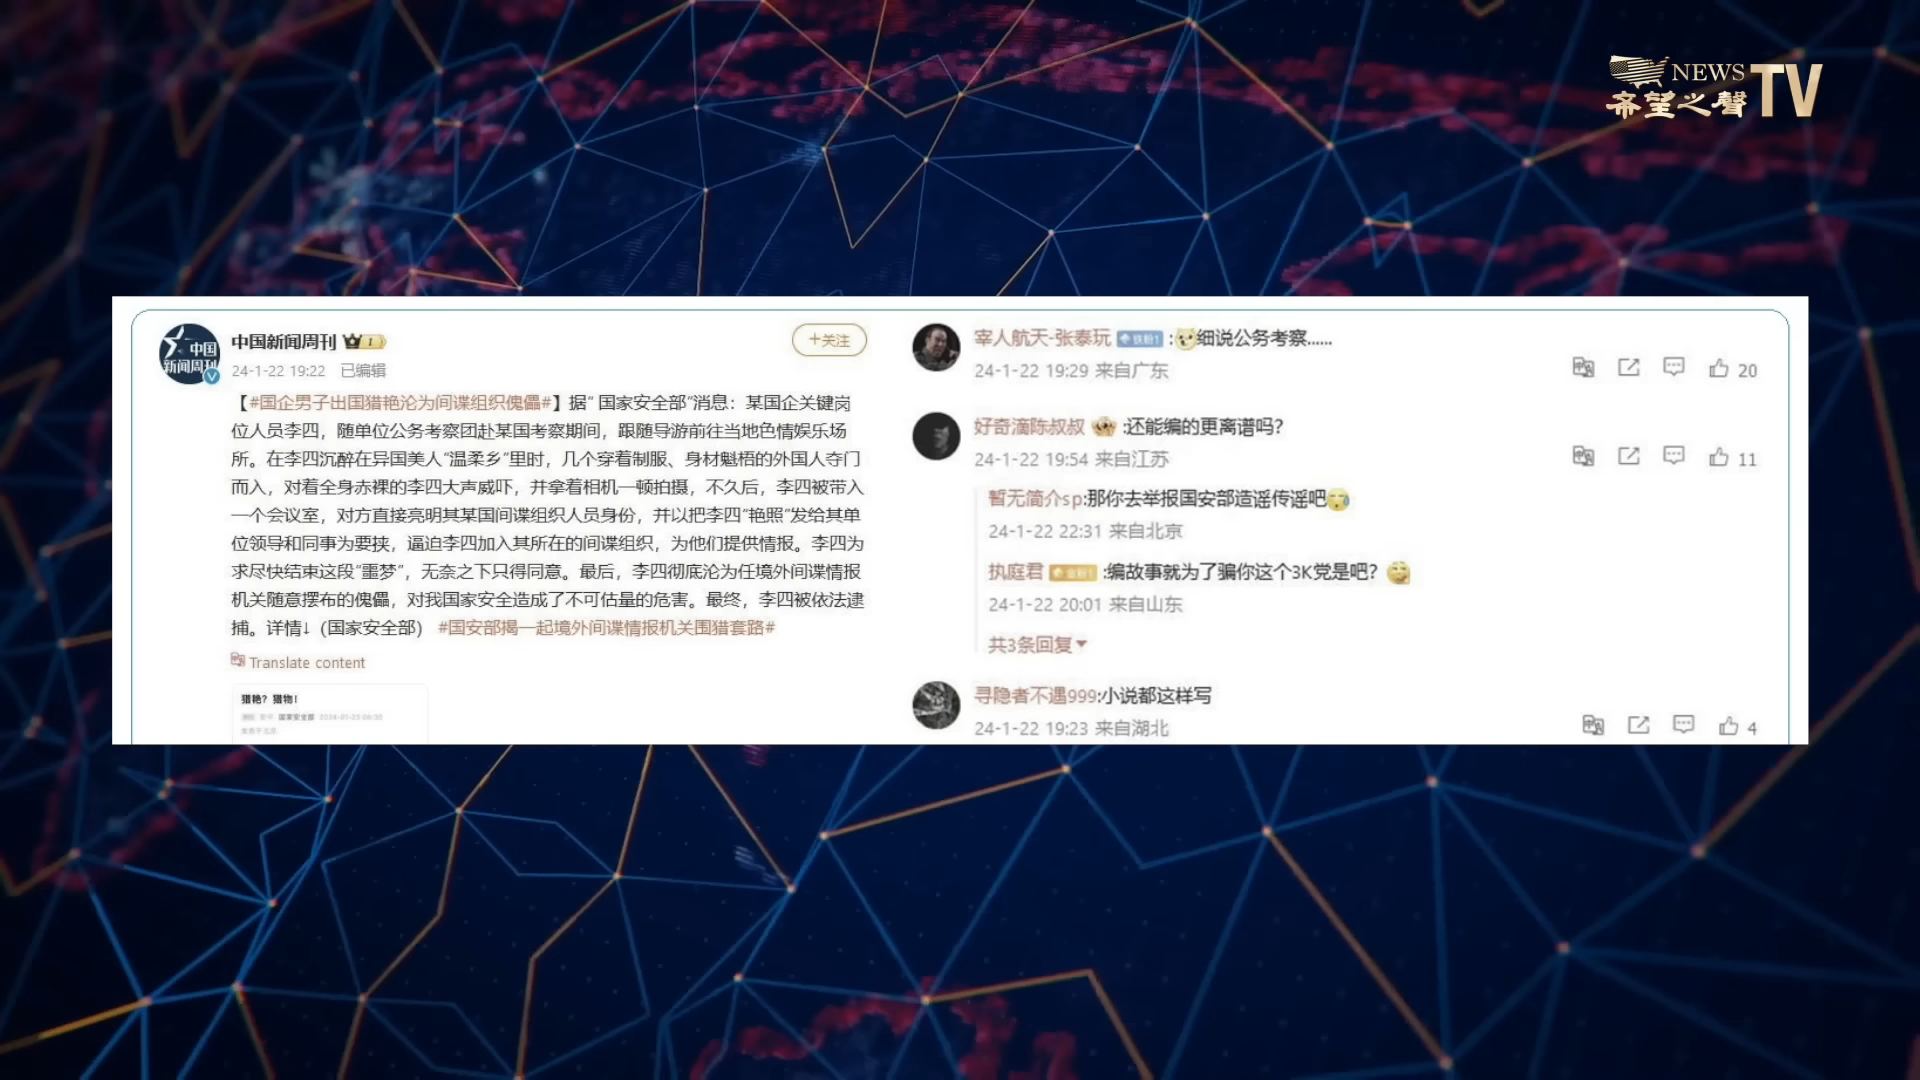 NEWS
希望之聲 TV
中国新闻周刊
24-1-22 19:22 已编辑
+关注
中国
新闻周刊
【#国企男子出国猎艳沦为间谍组织傀儡#】据“国家安全部”消息：某国企关键岗
位人员李四，随单位公务考察团赴某国考察期间，跟随导游前往当地色情娱乐场
所。在李四沉醉在异国美人“温柔乡”里时，几个穿着制服、身材魁梧的外国人夺门
而入，对着全身赤裸的李四大声威吓，并拿着相机一顿拍摄，不久后，李四被带入
一个会议室，对方直接亮明其某国间谍组织人员身份，并以把李四“艳照”发给其单
位领导和同事为要挟，逼迫李四加入其所在的间谍组织，为他们提供情报。李四为
求尽快结束这段“噩梦”，无奈之下只得同意。最后，李四彻底沦为任境外间谍情报
机关随意摆布的傀儡，对我国家安全造成了不可估量的危害。最终，李四被依法逮
捕。详情↓（国家安全部） #国安部揭一起境外间谍情报机关围猎套路#
Translate content
猎艳？猎物！
国家安全部
宰人航天-张泰玩 铁粉1 :细说公务考察......
24-1-22 19:29 来自广东
20
好奇滴陈叔叔 :还能编的更离谱吗？
24-1-22 19:54 来自江苏
11
暂无简介sp:那你去举报国安部造谣传谣吧
24-1-22 22:31 来自北京
执庭君 :编故事就为了骗你这个3K党是吧？
24-1-22 20:01 来自山东
共3条回复
寻隐者不遇999:小说都这样写
24-1-22 19:23 来自湖北
4